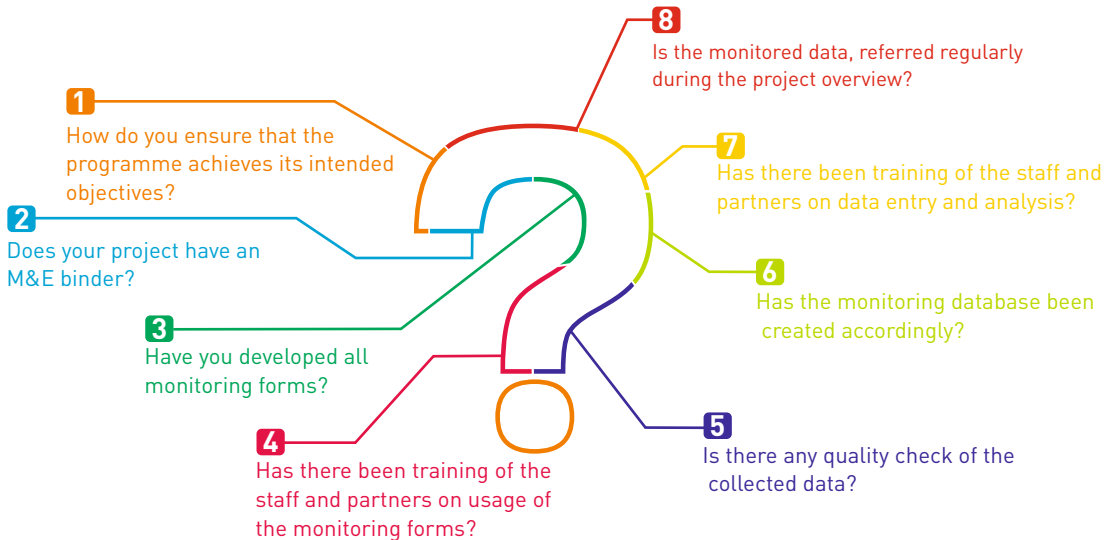 1
How do you ensure that the
programme achieves its intended
objectives?
2
Does your project have an
M&E binder?
3
Have you developed all
monitoring forms?
4
Has there been training of the
staff and partners on usage of
the monitoring forms?
5
Is there any quality check of the
collected data?
6
Has the monitoring database been
created accordingly?
7
Has there been training of the staff and
partners on data entry and analysis?
8
Is the monitored data, referred regularly
during the project overview?